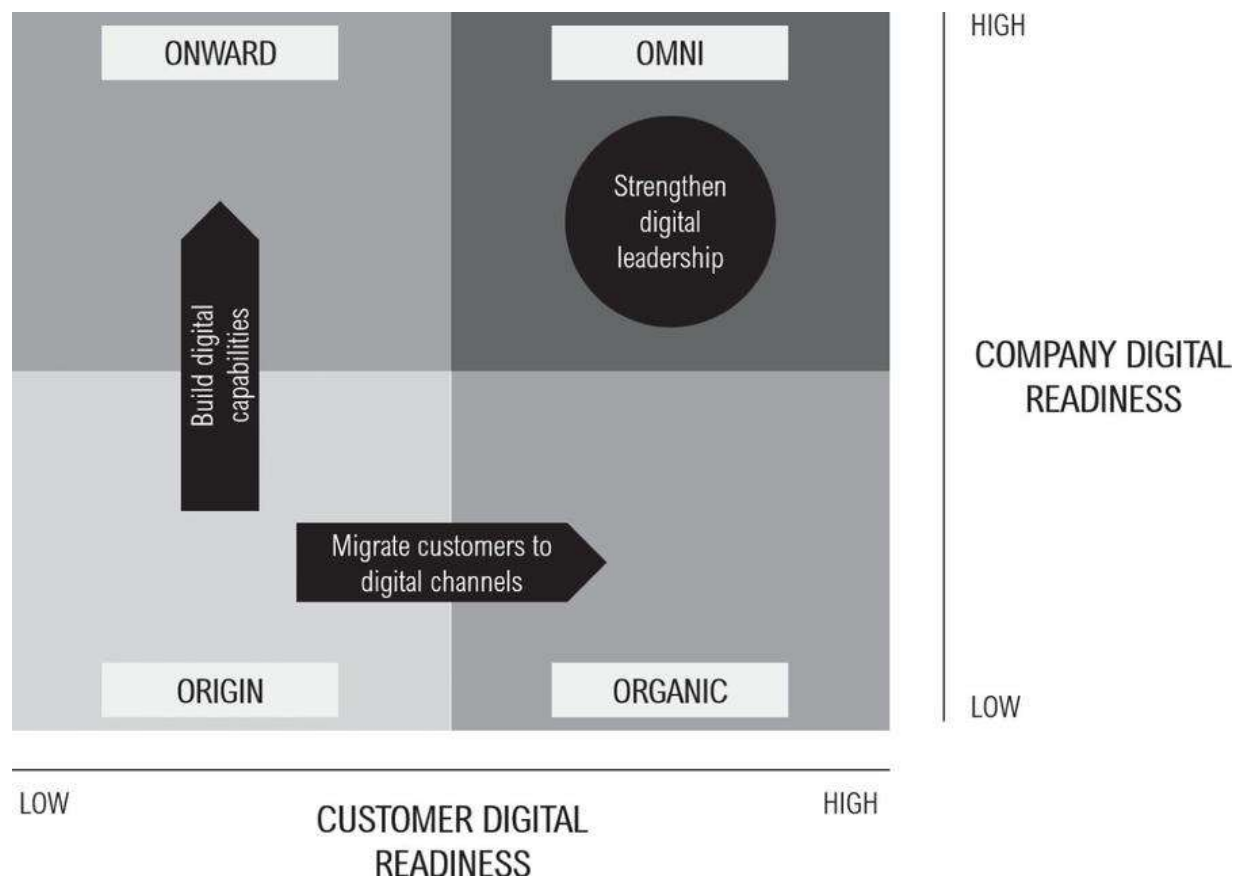 ONWARD
OMNI
HIGH
Strengthen
digital
leadership
Build digital
capabilities
COMPANY DIGITAL
READINESS
Migrate customers to
digital channels
ORIGIN
ORGANIC
LOW
LOW
CUSTOMER DIGITAL
READINESS
HIGH